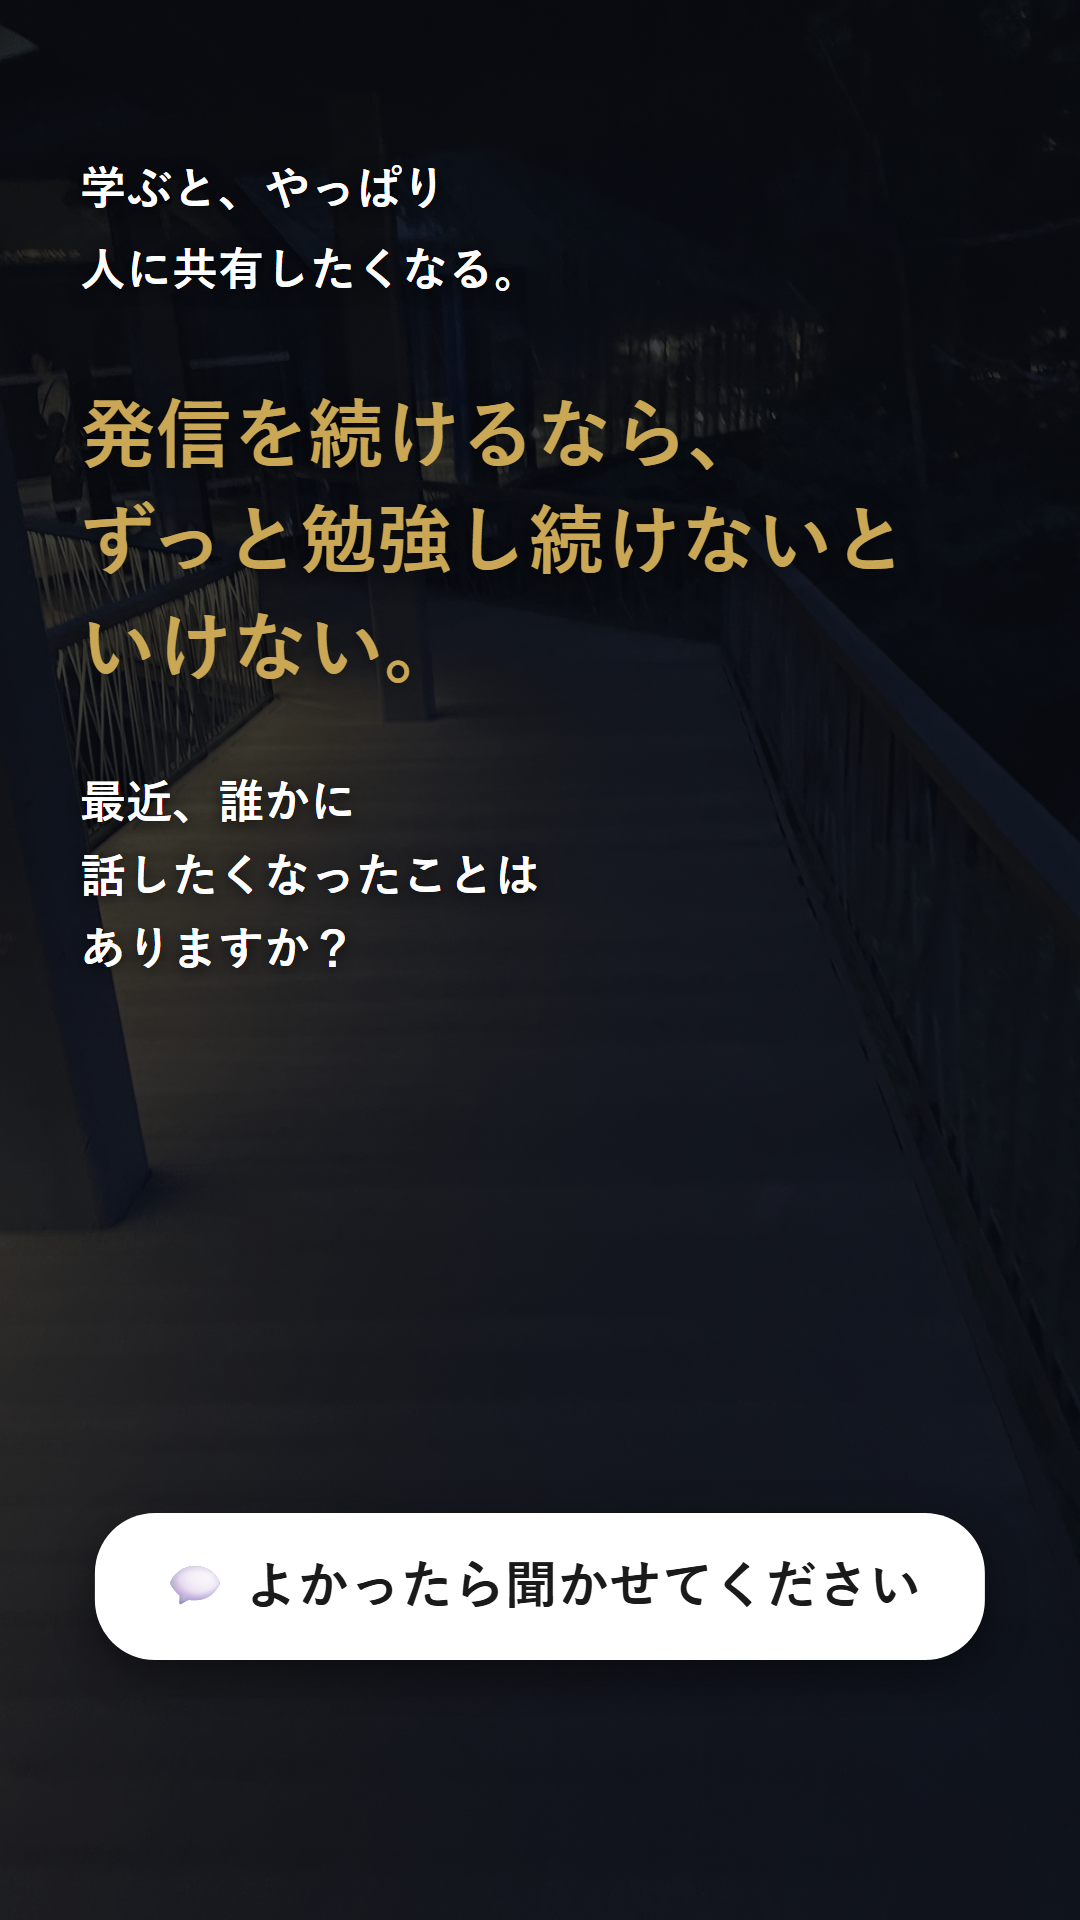 学ぶと、やっぱり
人に共有したくなる。
発信を続けるなら、
ずっと勉強し続けないと
いけない。
最近、誰かに
話したくなったことは
ありますか？
よかったら聞かせてください